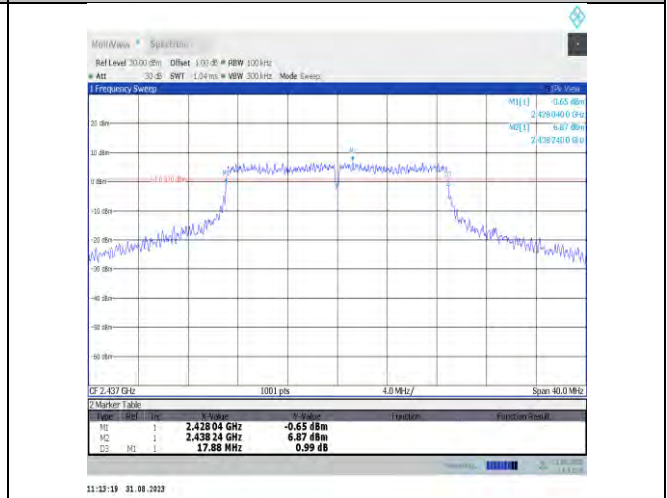 MultiView Spectrum
Ref Level 30.00 dBm Offset 1.00 dB RBW 100 kHz
Att 30 dB SWT 1.04 ms VBW 300 kHz Mode Sweep
1 Frequency Sweep 1Pk View
M1[1] -0.65 dBm
2.428 040 0 GHz
M2[1] 6.87 dBm
2.438 240 0 GHz
20 dBm
10 dBm
0 dBm
-10 dBm
-20 dBm
-30 dBm
-40 dBm
-50 dBm
-60 dBm
CF 2.437 GHz 1001 pts 4.0 MHz/ Span 40.0 MHz
2 Marker Table
Type Ref Trc X-Value Y-Value Function Function Result
M1 1 2.428 04 GHz -0.65 dBm
M2 1 2.438 24 GHz 6.87 dBm
D3 M1 1 17.88 MHz 0.99 dB
11:13:19 31.08.2023